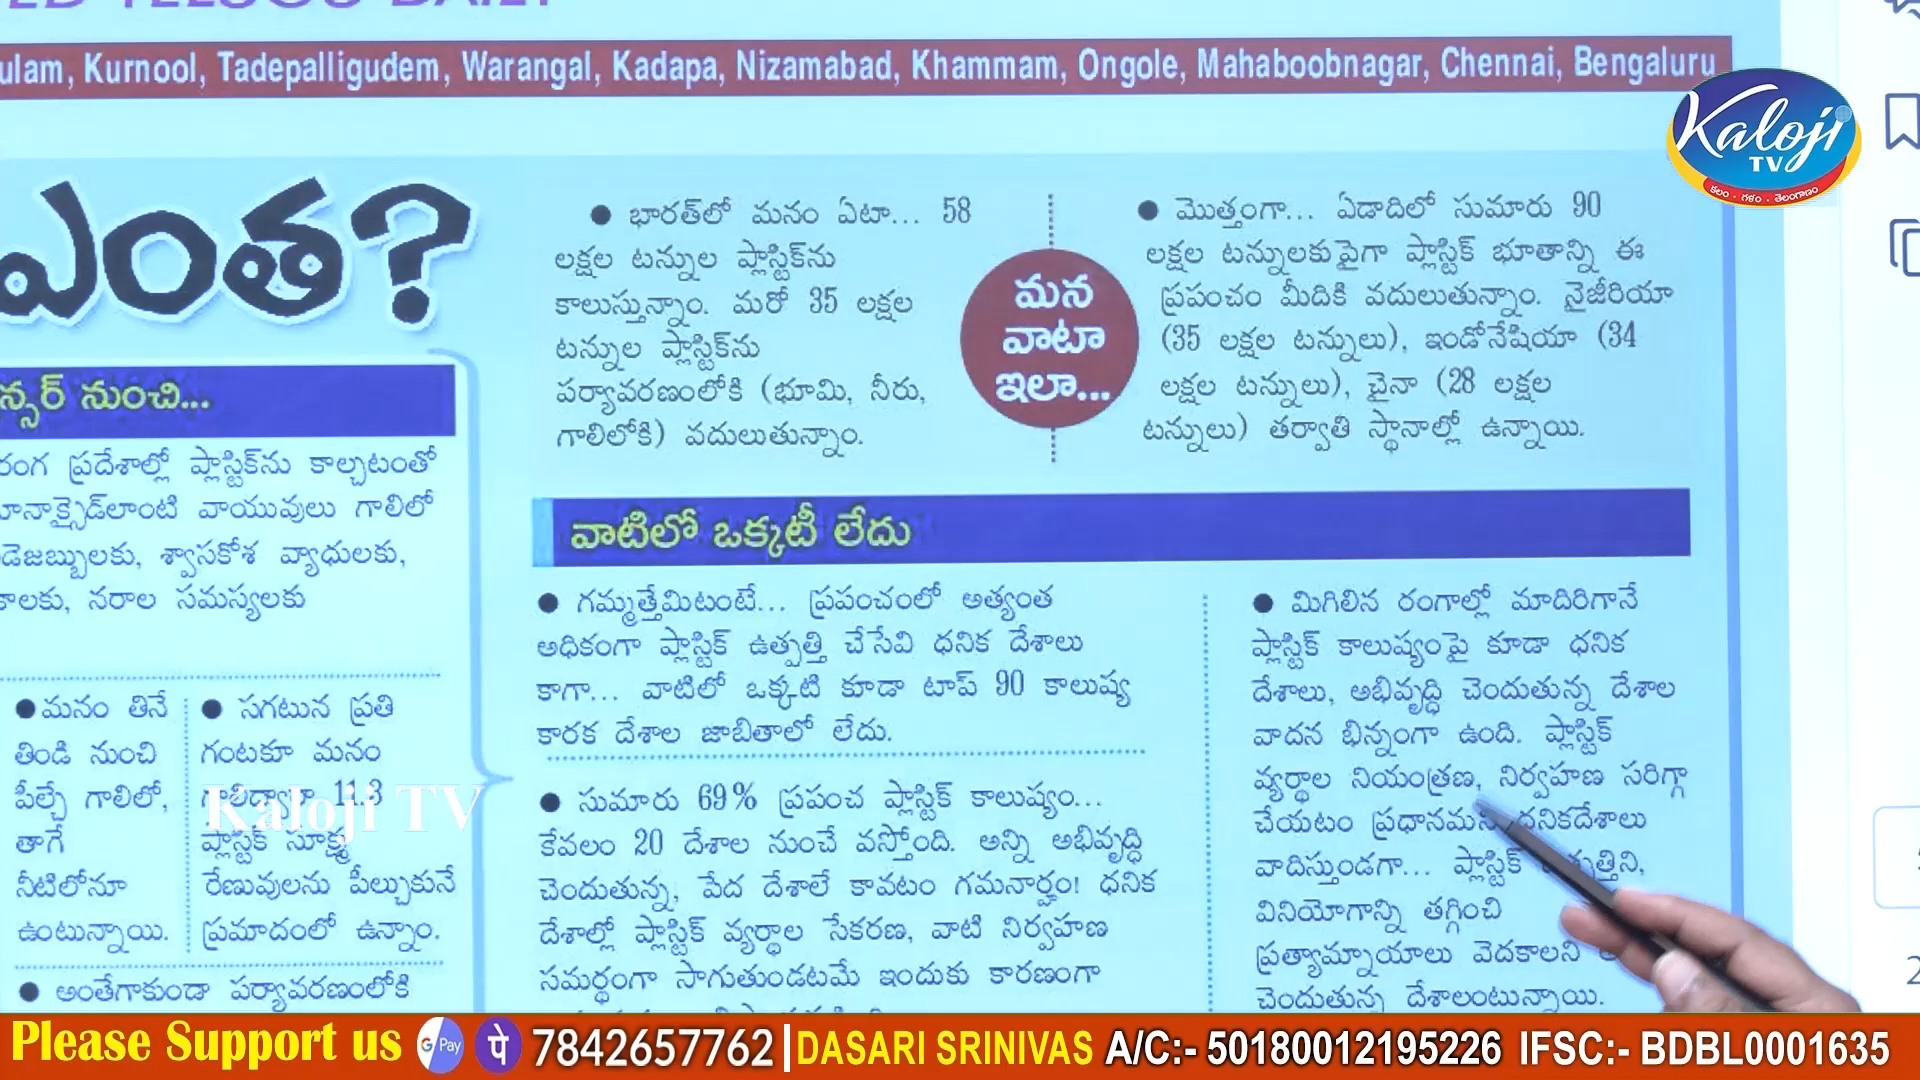 ulam, Kurnool, Tadepalligudem, Warangal, Kadapa, Nizamabad, Khammam, Ongole, Mahaboobnagar, Chennai, Bengaluru
Kaloji
TV
కలం · గళం · తెలంగాణం
ఎంత?
● భారత్‌లో మనం ఏటా... 58
లక్షల టన్నుల ప్లాస్టిక్‌ను
కాలుస్తున్నాం. మరో 35 లక్షల
టన్నుల ప్లాస్టిక్‌ను
పర్యావరణంలోకి (భూమి, నీరు,
గాలిలోకి) వదులుతున్నాం.
మన
వాటా
ఇలా...
● మొత్తంగా... ఏడాదిలో సుమారు 90
లక్షల టన్నులకుపైగా ప్లాస్టిక్ భూతాన్ని ఈ
ప్రపంచం మీదికి వదులుతున్నాం. నైజీరియా
(35 లక్షల టన్నులు), ఇండోనేషియా (34
లక్షల టన్నులు), చైనా (28 లక్షల
టన్నులు) తర్వాతి స్థానాల్లో ఉన్నాయి.
న్సర్ నుంచి...
రంగ ప్రదేశాల్లో ప్లాస్టిక్‌ను కాల్చటంతో
మోనాక్సైడ్‌లాంటి వాయువులు గాలిలో
డెజబ్బులకు, శ్వాసకోశ వ్యాధులకు,
నరాల సమస్యలకు
● మనం తినే
తిండి నుంచి
పీల్చే గాలిలో,
తాగే
నీటిలోనూ
ఉంటున్నాయి.
● సగటున ప్రతి
గంటకూ మనం
11.3
ప్లాస్టిక్ సూక్ష్మ
రేణువులను పీల్చుకునే
ప్రమాదంలో ఉన్నాం.
Kaloji TV
● అంతేగాకుండా పర్యావరణంలోకి
వాటిలో ఒక్కటీ లేదు
● గమ్మత్తేమిటంటే... ప్రపంచంలో అత్యంత
అధికంగా ప్లాస్టిక్ ఉత్పత్తి చేసేవి ధనిక దేశాలు
కాగా... వాటిలో ఒక్కటి కూడా టాప్ 90 కాలుష్య
కారక దేశాల జాబితాలో లేదు.
● సుమారు 69% ప్రపంచ ప్లాస్టిక్ కాలుష్యం...
కేవలం 20 దేశాల నుంచే వస్తోంది. అన్ని అభివృద్ధి
చెందుతున్న, పేద దేశాలే కావటం గమనార్హం! ధనిక
దేశాల్లో ప్లాస్టిక్ వ్యర్థాల సేకరణ, వాటి నిర్వహణ
సమర్థంగా సాగుతుండటమే ఇందుకు కారణంగా
● మిగిలిన రంగాల్లో మాదిరిగానే
ప్లాస్టిక్ కాలుష్యంపై కూడా ధనిక
దేశాలు, అభివృద్ధి చెందుతున్న దేశాల
వాదన భిన్నంగా ఉంది. ప్లాస్టిక్
వ్యర్థాల నియంత్రణ, నిర్వహణ సరిగ్గా
చేయటం ప్రధానమని ధనికదేశాలు
వాదిస్తుండగా... ప్లాస్టిక్ ఉత్పత్తిని,
వినియోగాన్ని తగ్గించి
ప్రత్యామ్నాయాలు వెదకాలని
చెందుతున్న దేశాలంటున్నాయి.
Please Support us G Pay पे 7842657762 | DASARI SRINIVAS A/C:- 50180012195226 IFSC:- BDBL0001635